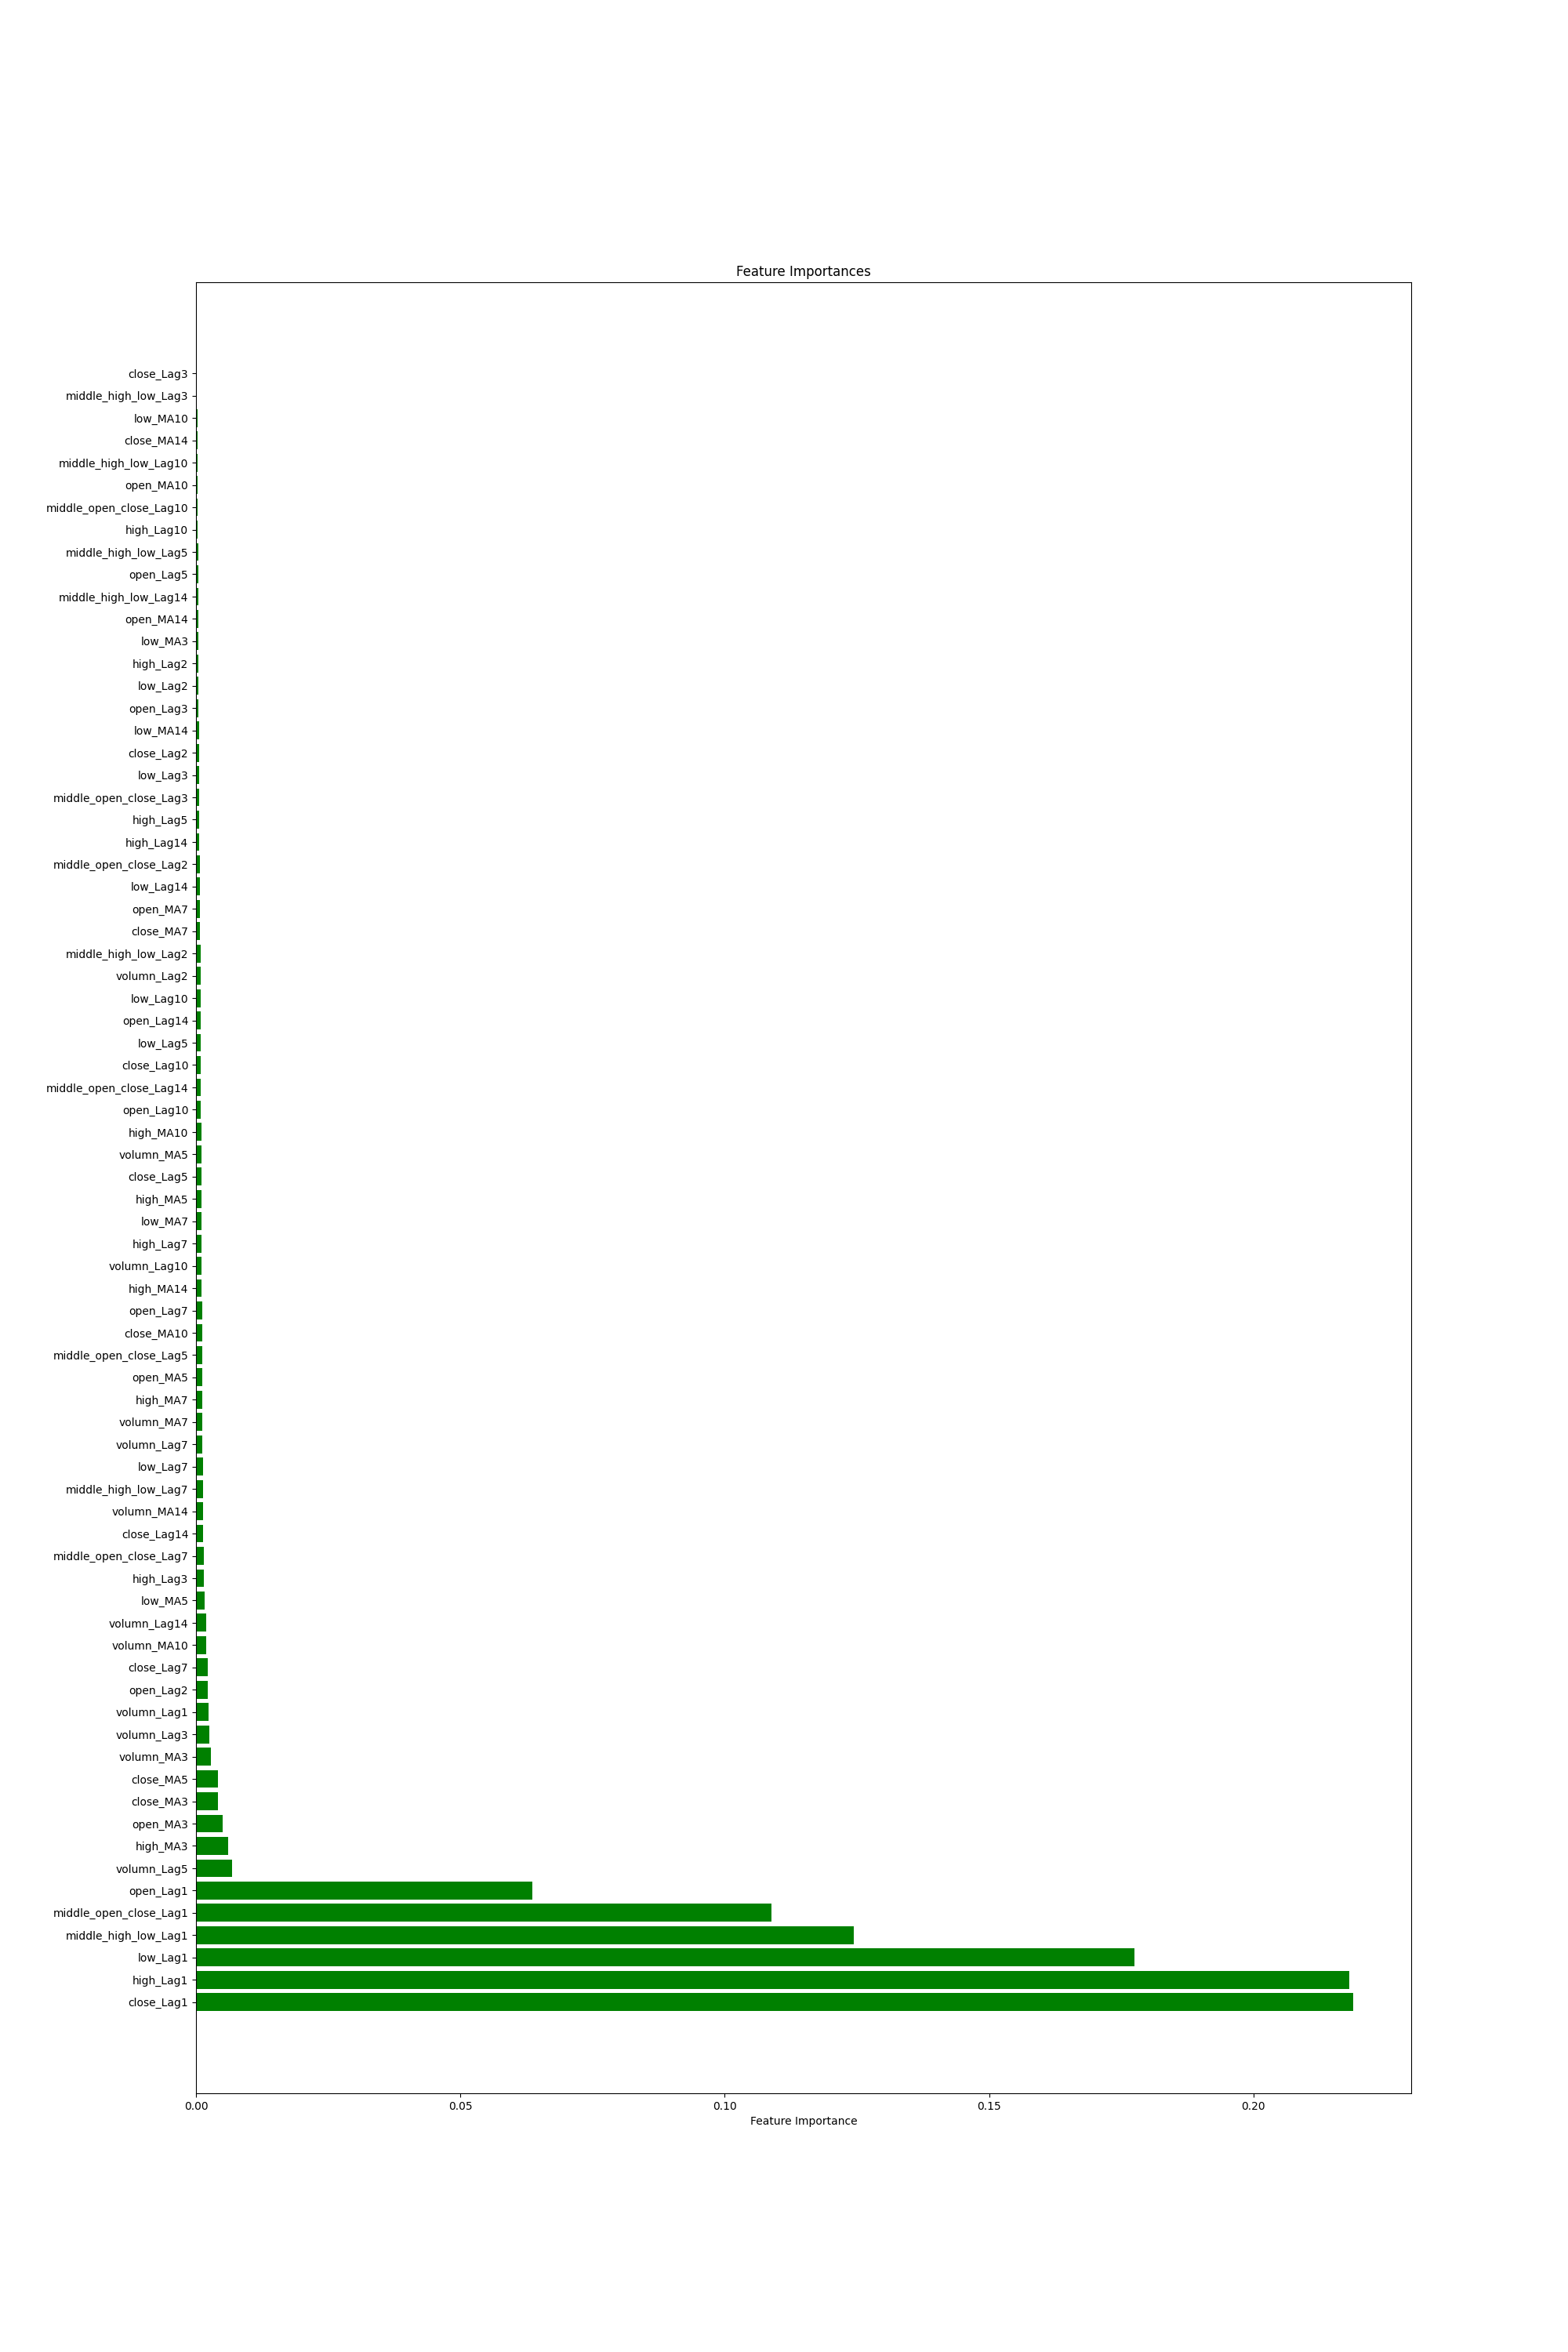 Feature Importances
close_Lag3
middle_high_low_Lag3
low_MA10
close_MA14
middle_high_low_Lag10
open_MA10
middle_open_close_Lag10
high_Lag10
middle_high_low_Lag5
open_Lag5
middle_high_low_Lag14
open_MA14
low_MA3
high_Lag2
low_Lag2
open_Lag3
low_MA14
close_Lag2
low_Lag3
middle_open_close_Lag3
high_Lag5
high_Lag14
middle_open_close_Lag2
low_Lag14
open_MA7
close_MA7
middle_high_low_Lag2
volumn_Lag2
low_Lag10
open_Lag14
low_Lag5
close_Lag10
middle_open_close_Lag14
open_Lag10
high_MA10
volumn_MA5
close_Lag5
high_MA5
low_MA7
high_Lag7
volumn_Lag10
high_MA14
open_Lag7
close_MA10
middle_open_close_Lag5
open_MA5
high_MA7
volumn_MA7
volumn_Lag7
low_Lag7
middle_high_low_Lag7
volumn_MA14
close_Lag14
middle_open_close_Lag7
high_Lag3
low_MA5
volumn_Lag14
volumn_MA10
close_Lag7
open_Lag2
volumn_Lag1
volumn_Lag3
volumn_MA3
close_MA5
close_MA3
open_MA3
high_MA3
volumn_Lag5
open_Lag1
middle_open_close_Lag1
middle_high_low_Lag1
low_Lag1
high_Lag1
close_Lag1
0.00 0.05 0.10 0.15 0.20
Feature Importance